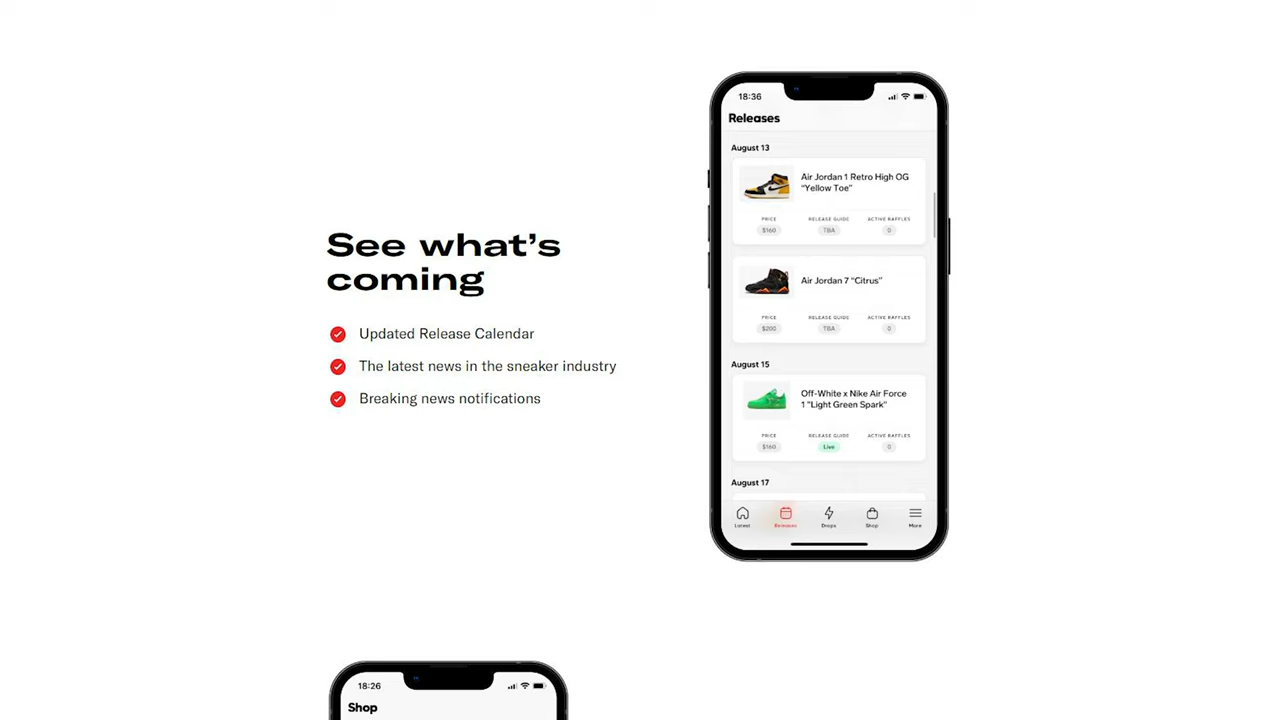 See what's
coming
Updated Release Calendar
The latest news in the sneaker industry
Breaking news notifications
18:36
Releases
August 13
Air Jordan 1 Retro High OG
“Yellow Toe”
PRICE RELEASE GUIDE ACTIVE RAFFLES
$160 TBA 0
Air Jordan 7 “Citrus”
PRICE RELEASE GUIDE ACTIVE RAFFLES
$200 TBA 0
August 15
Off-White x Nike Air Force
1 "Light Green Spark"
PRICE RELEASE GUIDE ACTIVE RAFFLES
$160 Live 0
August 17
Latest Releases Drops Shop More
18:26
Shop